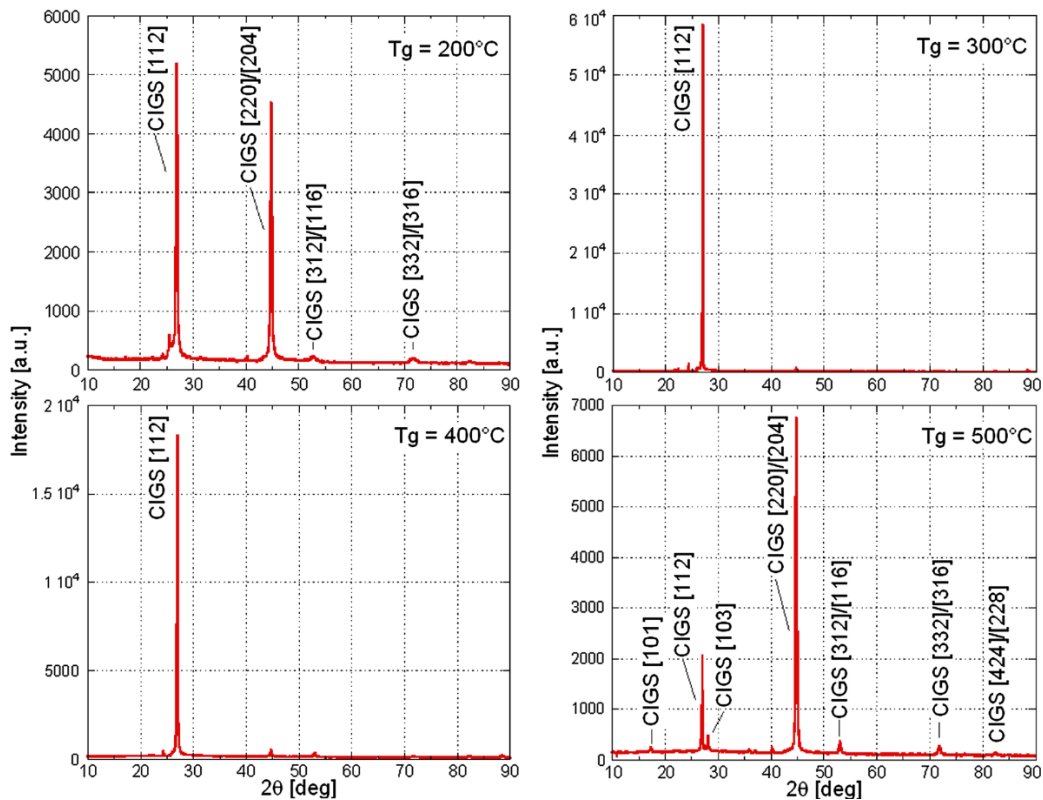 6000
5000
4000
3000
2000
1000
0
10 20 30 40 50 60 70 80 90
Tg = 200°C
CIGS [112]
CIGS [220]/[204]
CIGS [312]/[116]
CIGS [332]/[316]
6 10⁴
5 10⁴
4 10⁴
3 10⁴
2 10⁴
1 10⁴
0
10 20 30 40 50 60 70 80 90
Tg = 300°C
CIGS [112]
Intensity [a.u.]
2 10⁴
1.5 10⁴
1 10⁴
5000
0
10 20 30 40 50 60 70 80 90
2θ [deg]
Tg = 400°C
CIGS [112]
Intensity [a.u.]
7000
6000
5000
4000
3000
2000
1000
0
10 20 30 40 50 60 70 80 90
2θ [deg]
Tg = 500°C
CIGS [101]
CIGS [112]
CIGS [103]
CIGS [220]/[204]
CIGS [312]/[116]
CIGS [332]/[316]
CIGS [424]/[228]